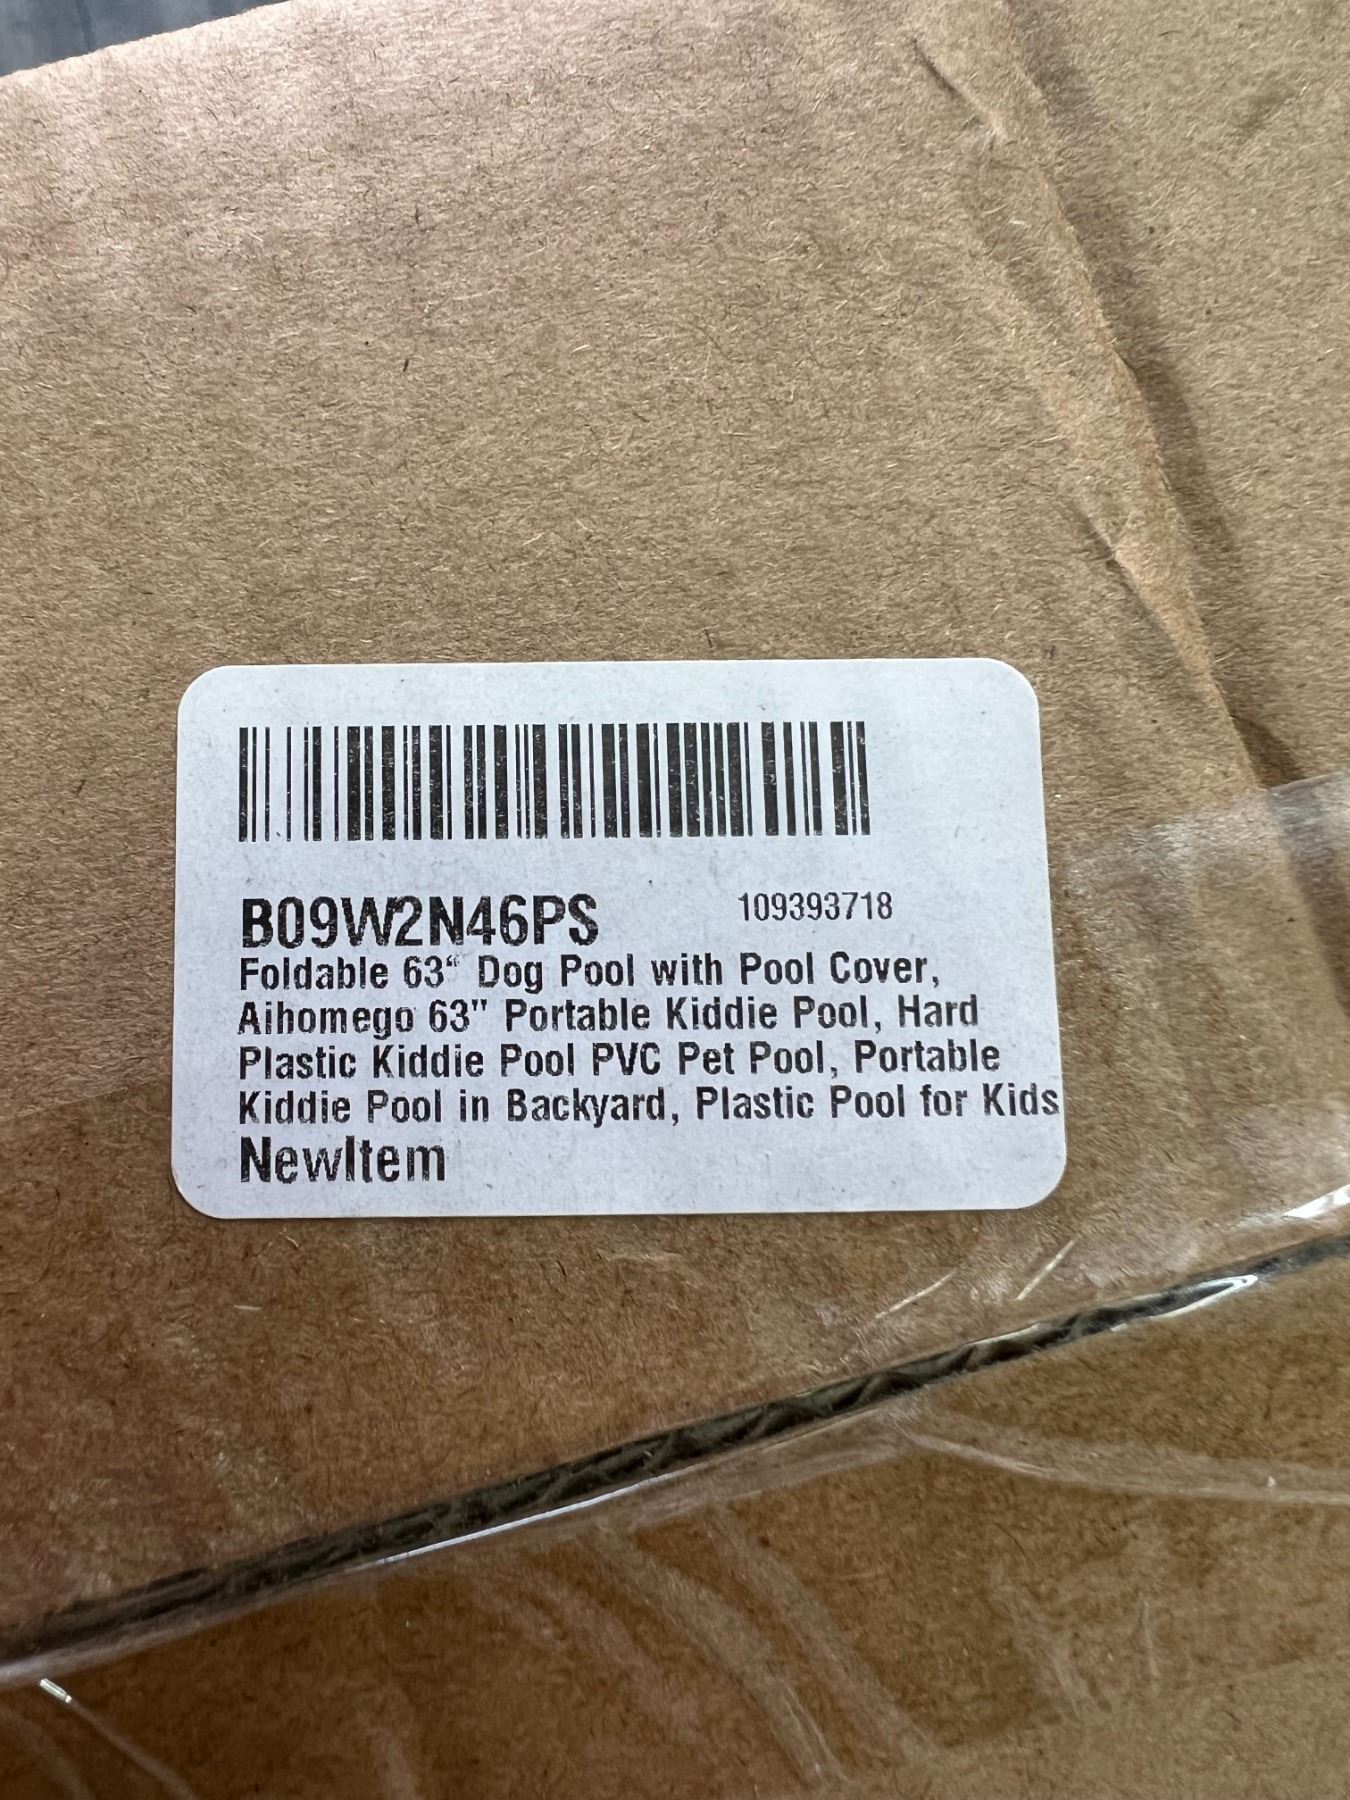 B09W2N46PS 109393718
Foldable 63“ Dog Pool with Pool Cover,
Aihomego 63" Portable Kiddie Pool, Hard
Plastic Kiddie Pool PVC Pet Pool, Portable
Kiddie Pool in Backyard, Plastic Pool for Kids
NewItem